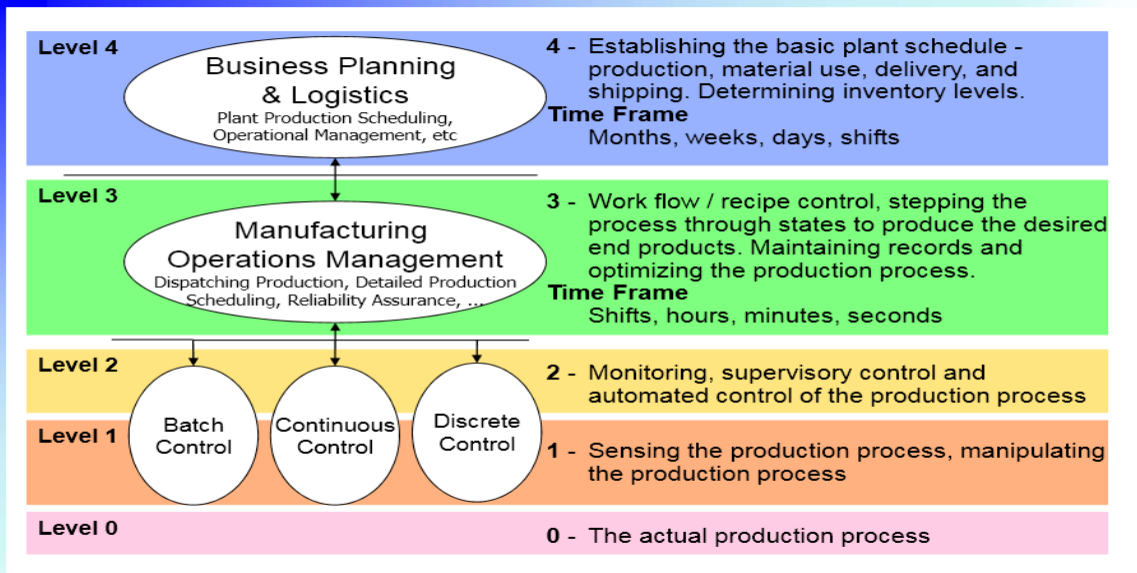 Level 4
Business Planning
& Logistics
Plant Production Scheduling,
Operational Management, etc
4 - Establishing the basic plant schedule -
production, material use, delivery, and
shipping. Determining inventory levels.
Time Frame
Months, weeks, days, shifts
Level 3
Manufacturing
Operations Management
Dispatching Production, Detailed Production
Scheduling, Reliability Assurance, ...
3 - Work flow / recipe control, stepping the
process through states to produce the desired
end products. Maintaining records and
optimizing the production process.
Time Frame
Shifts, hours, minutes, seconds
Level 2
2 - Monitoring, supervisory control and
automated control of the production process
Level 1
Batch
Control
Continuous
Control
Discrete
Control
1 - Sensing the production process, manipulating
the production process
Level 0
0 - The actual production process